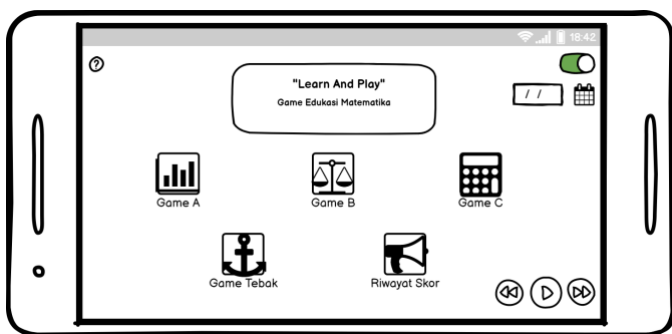 18:42
?
"Learn And Play"
Game Edukasi Matematika
/ /
Game A
Game B
Game C
Game Tebak
Riwayat Skor